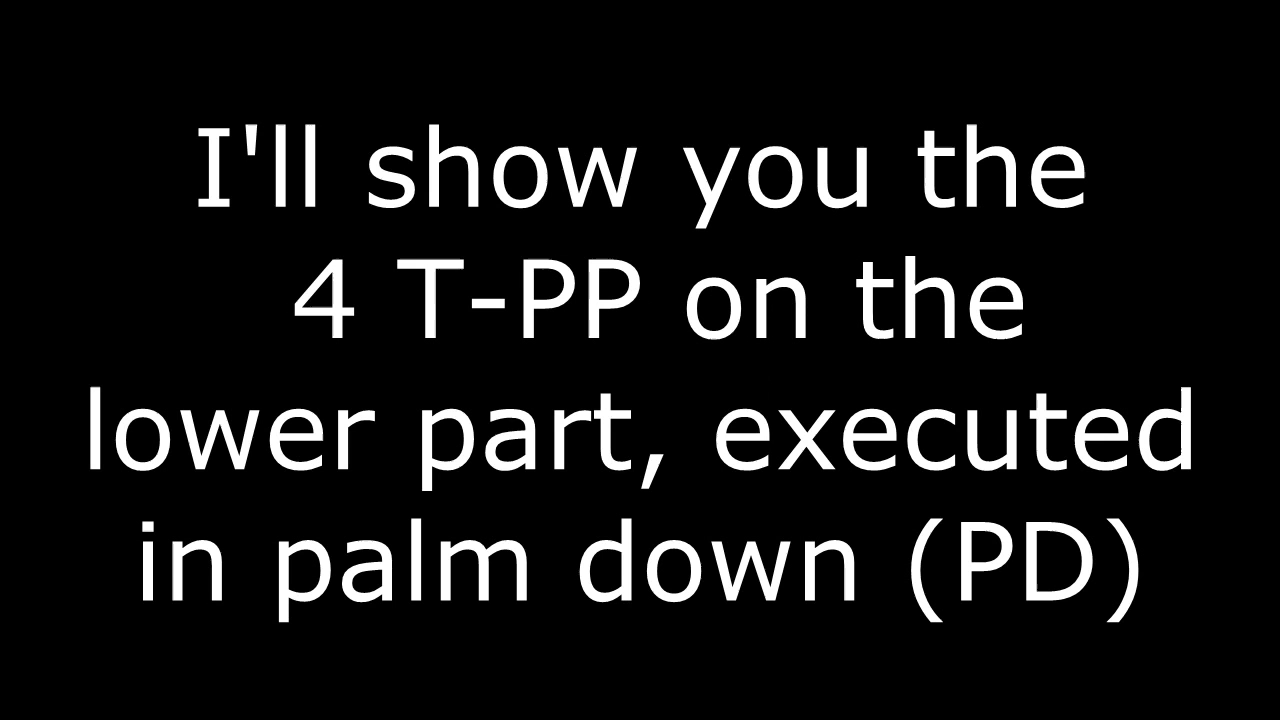 I'll show you the
4 T-PP on the
lower part, executed
in palm down (PD)